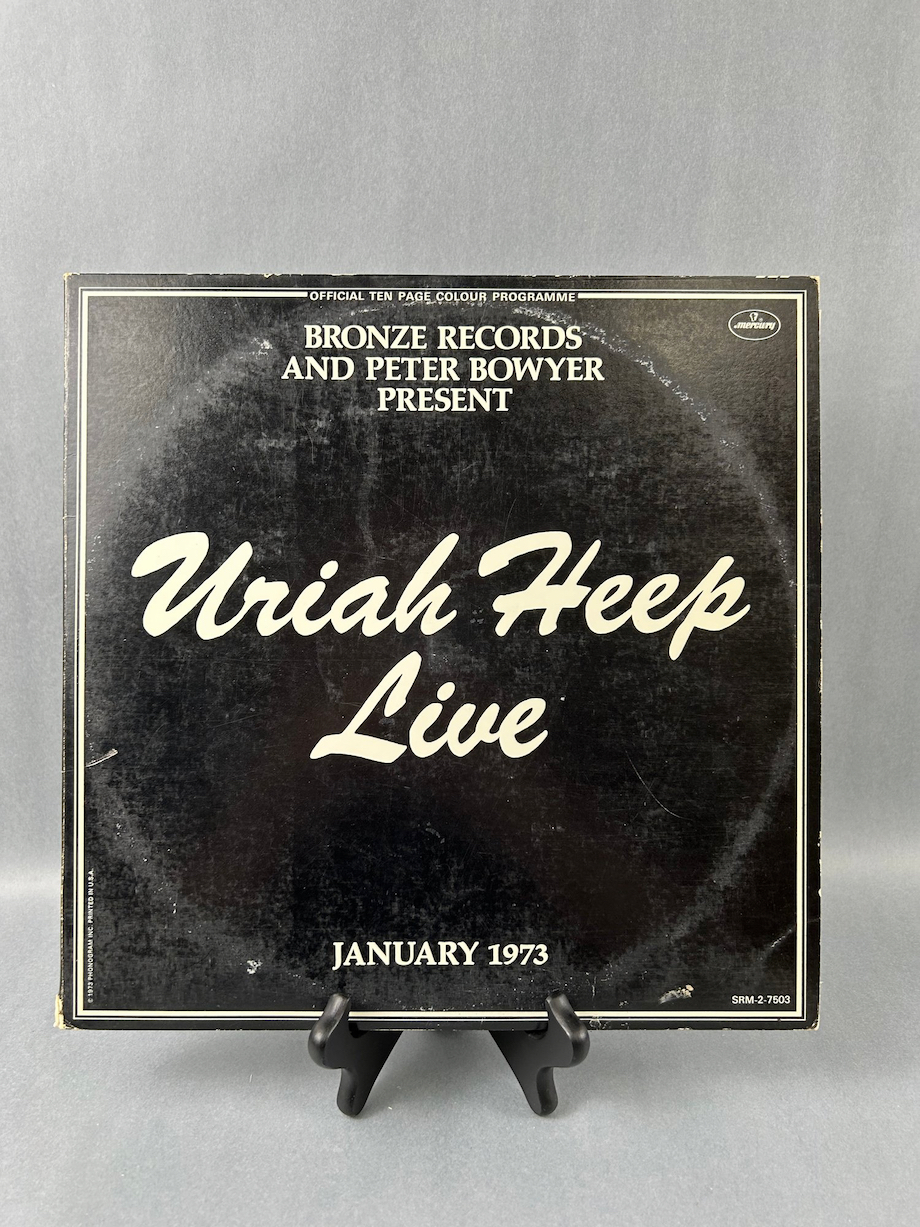 OFFICIAL TEN PAGE COLOUR PROGRAMME
mercury
BRONZE RECORDS
AND PETER BOWYER
PRESENT
Uriah Heep
Live
JANUARY 1973
© 1973 PHONOGRAM INC. PRINTED IN U.S.A.
SRM-2-7503